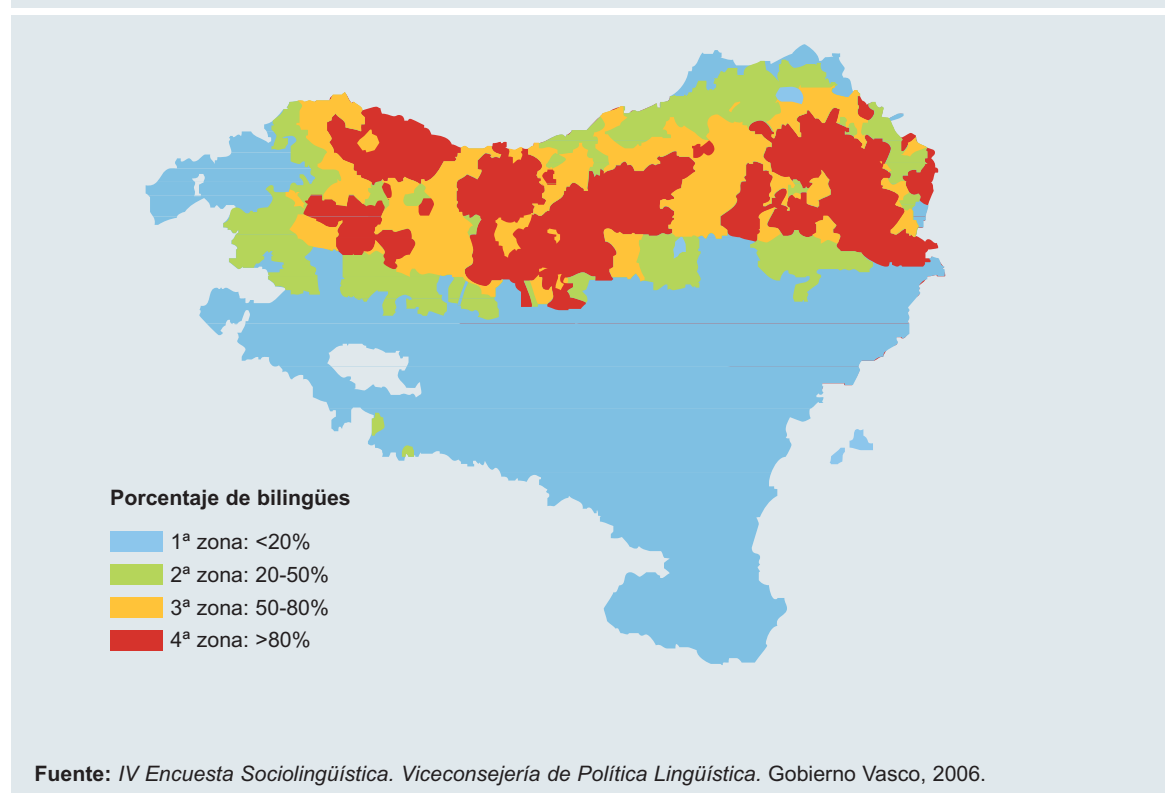 Porcentaje de bilingües
1ª zona: <20%
2ª zona: 20-50%
3ª zona: 50-80%
4ª zona: >80%
Fuente: IV Encuesta Sociolingüística. Viceconsejería de Política Lingüística. Gobierno Vasco, 2006.